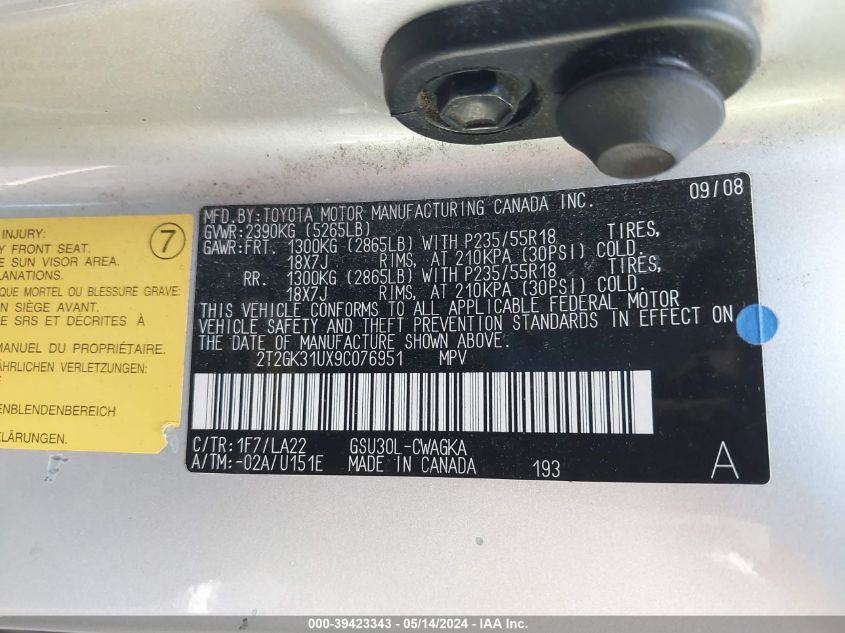 INJURY:
FRONT SEAT.
SUN VISOR AREA.
7
QUE MORTEL OU BLESSURE GRAVE:
N SIÈGE AVANT.
E SRS ET DÉCRITES À
MANUEL DU PROPRIÉTAIRE.
ÄHRLICHEN VERLETZUNGEN:
ENBLENDENBEREICH
KLÄRUNGEN.
MFD.BY:TOYOTA MOTOR MANUFACTURING CANADA INC. 09/08
GVWR:2390KG (5265LB)
GAWR:FRT. 1300KG (2865LB) WITH P235/55R18 TIRES,
18X7J RIMS, AT 210KPA (30PSI) COLD.
RR. 1300KG (2865LB) WITH P235/55R18 TIRES,
18X7J RIMS, AT 210KPA (30PSI) COLD.
THIS VEHICLE CONFORMS TO ALL APPLICABLE FEDERAL MOTOR
VEHICLE SAFETY AND THEFT PREVENTION STANDARDS IN EFFECT ON
THE DATE OF MANUFACTURE SHOWN ABOVE.
2T2GK31UX9C076951 MPV
C/TR:1F7/LA22 GSU30L-CWAGKA
A/TM:-02A/U151E MADE IN CANADA 193 A
000-39423343 • 05/14/2024 • IAA Inc.